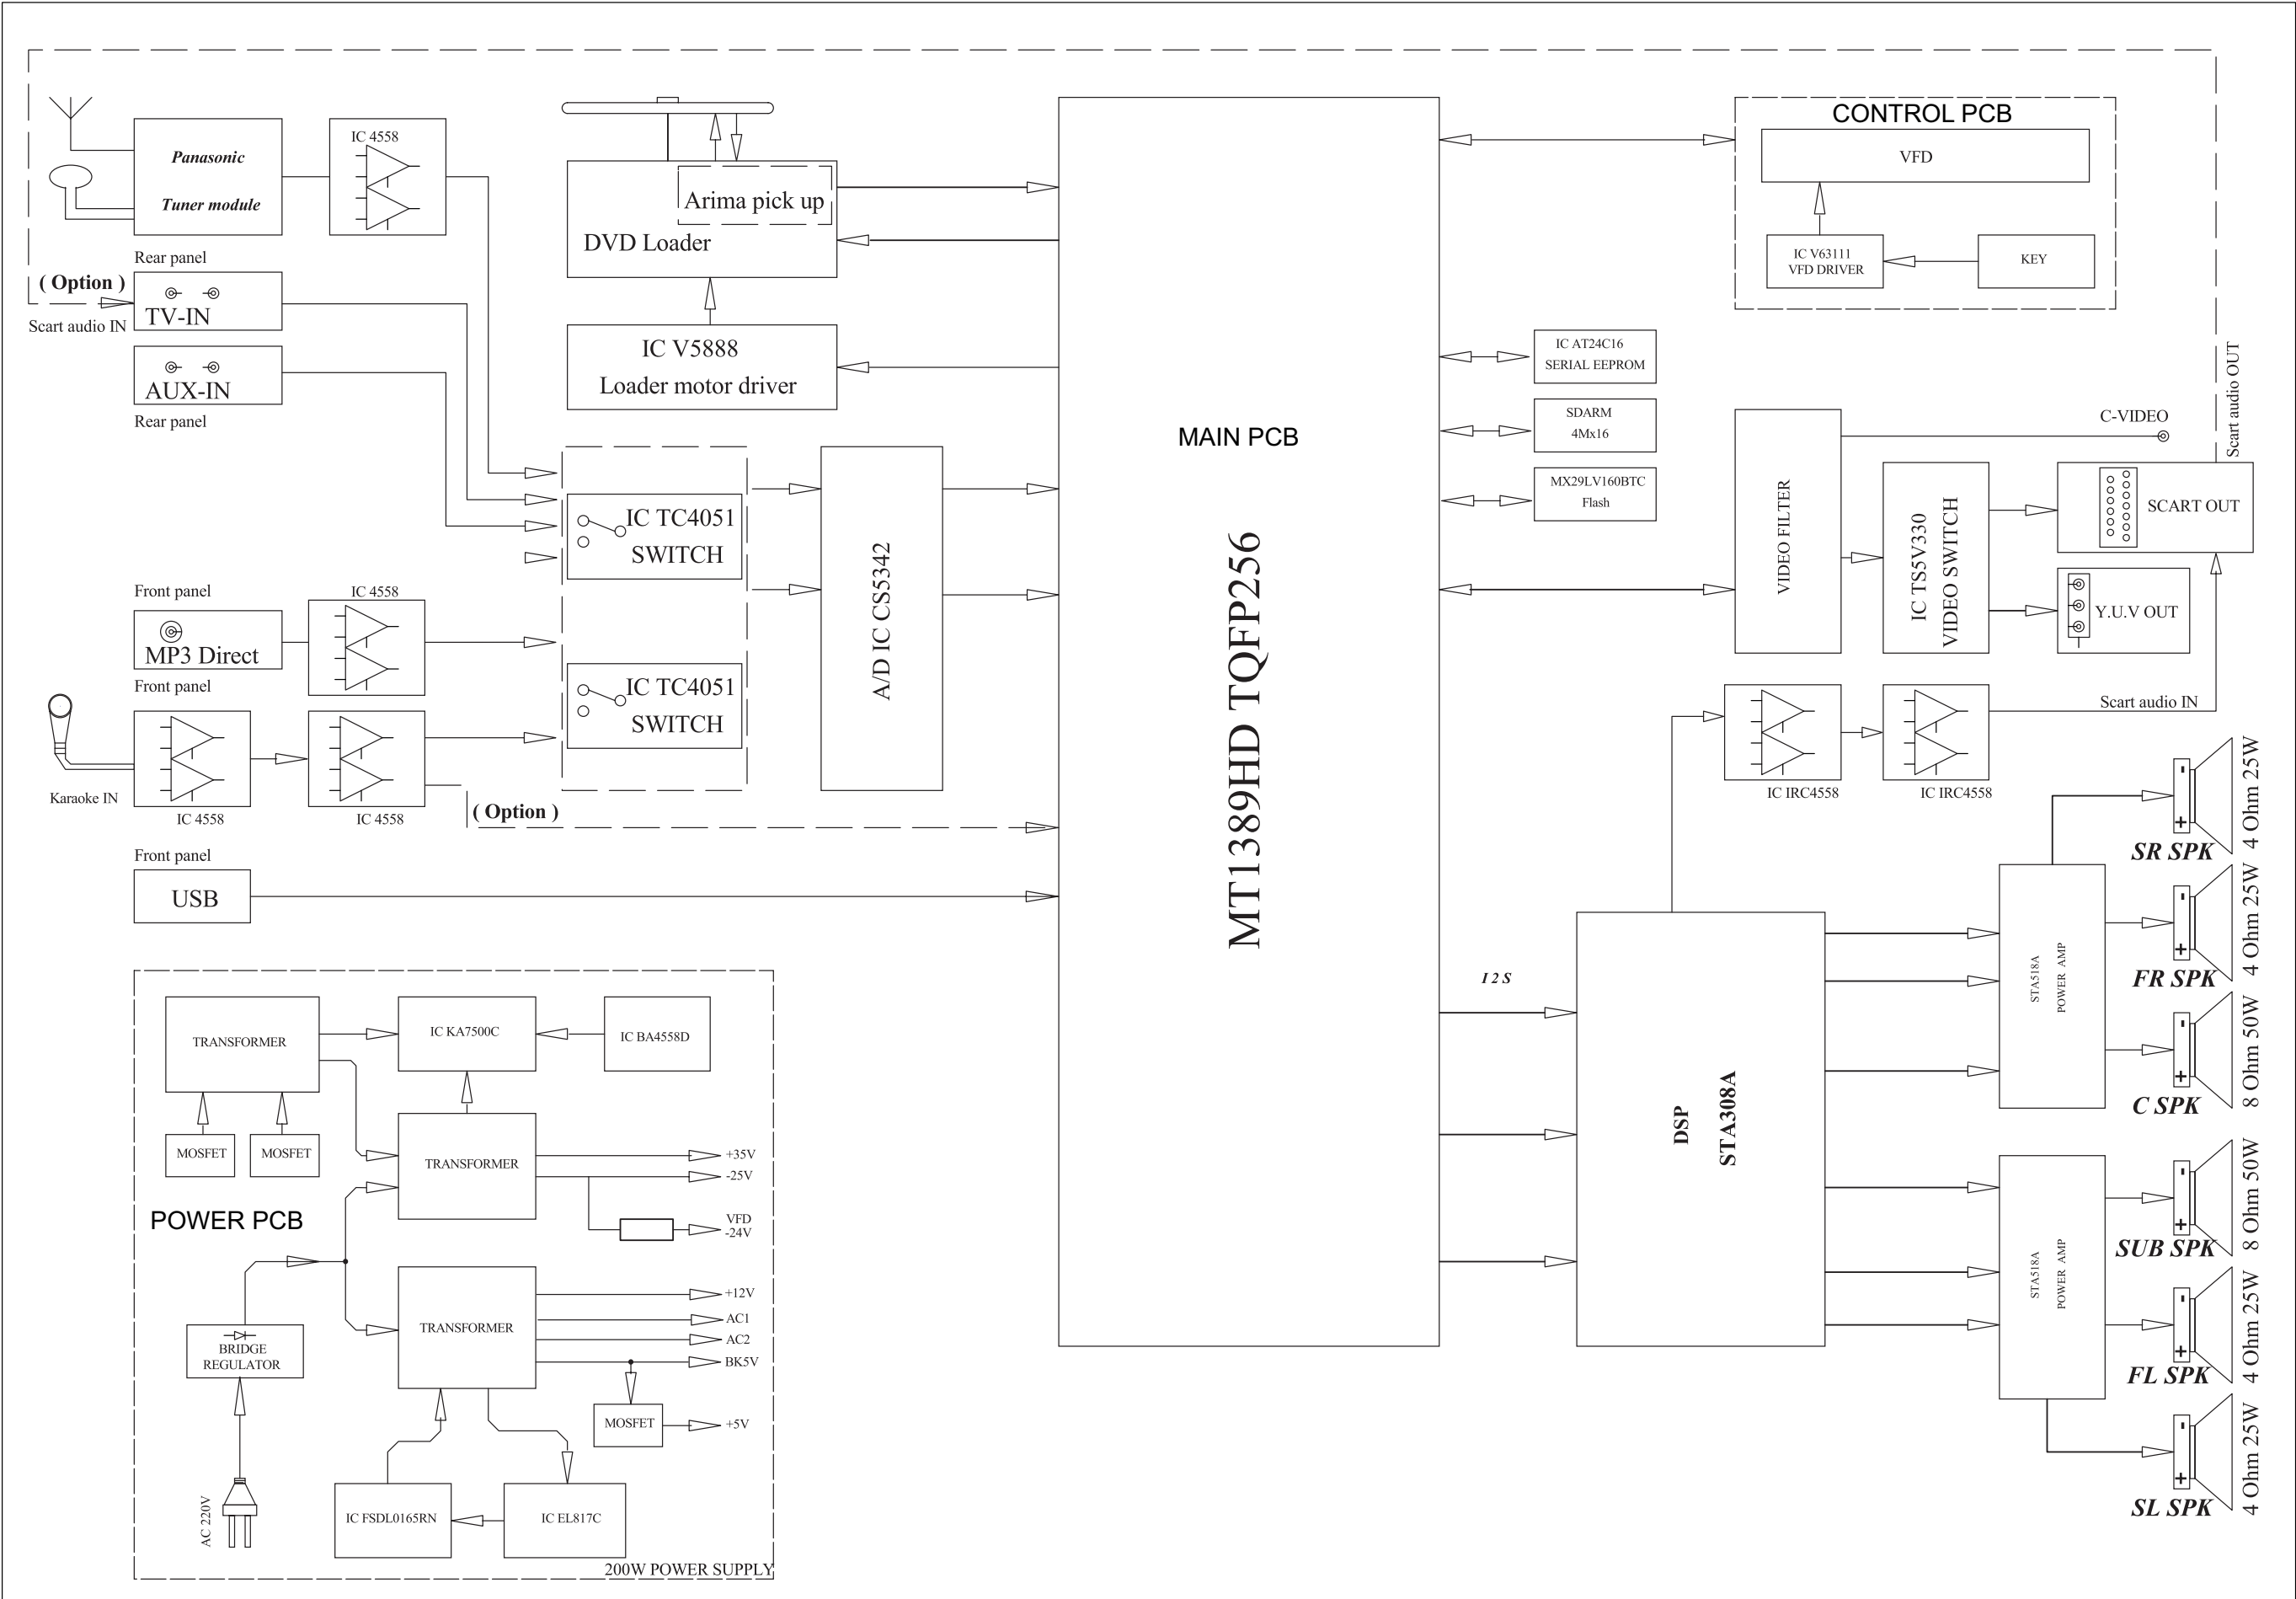 IC 4558
Panasonic
Tuner module
Rear panel
( Option )
TV-IN
Scart audio IN
AUX-IN
Rear panel
Arima pick up
DVD Loader
IC V5888
Loader motor driver
IC TC4051
SWITCH
IC TC4051
SWITCH
A/D IC CS5342
Front panel
MP3 Direct
IC 4558
Front panel
Karaoke IN
IC 4558
IC 4558
( Option )
Front panel
USB
MAIN PCB
MT1389HD TQFP256
CONTROL PCB
VFD
IC V63111
VFD DRIVER
KEY
IC AT24C16
SERIAL EEPROM
SDARM
4Mx16
MX29LV160BTC
Flash
VIDEO FILTER
C-VIDEO
Scart audio OUT
IC TS5V330
VIDEO SWITCH
SCART OUT
Y.U.V OUT
Scart audio IN
IC IRC4558
IC IRC4558
I 2 S
DSP
STA308A
STA518A
POWER AMP
STA518A
POWER AMP
-
+
SR SPK
4 Ohm 25W
-
+
FR SPK
4 Ohm 25W
-
+
C SPK
8 Ohm 50W
-
+
SUB SPK
8 Ohm 50W
-
+
FL SPK
4 Ohm 25W
-
+
SL SPK
4 Ohm 25W
TRANSFORMER
IC KA7500C
IC BA4558D
MOSFET
MOSFET
TRANSFORMER
+35V
-25V
VFD
-24V
POWER PCB
TRANSFORMER
+12V
AC1
AC2
BK5V
BRIDGE
REGULATOR
MOSFET
+5V
AC 220V
IC FSDL0165RN
IC EL817C
200W POWER SUPPLY